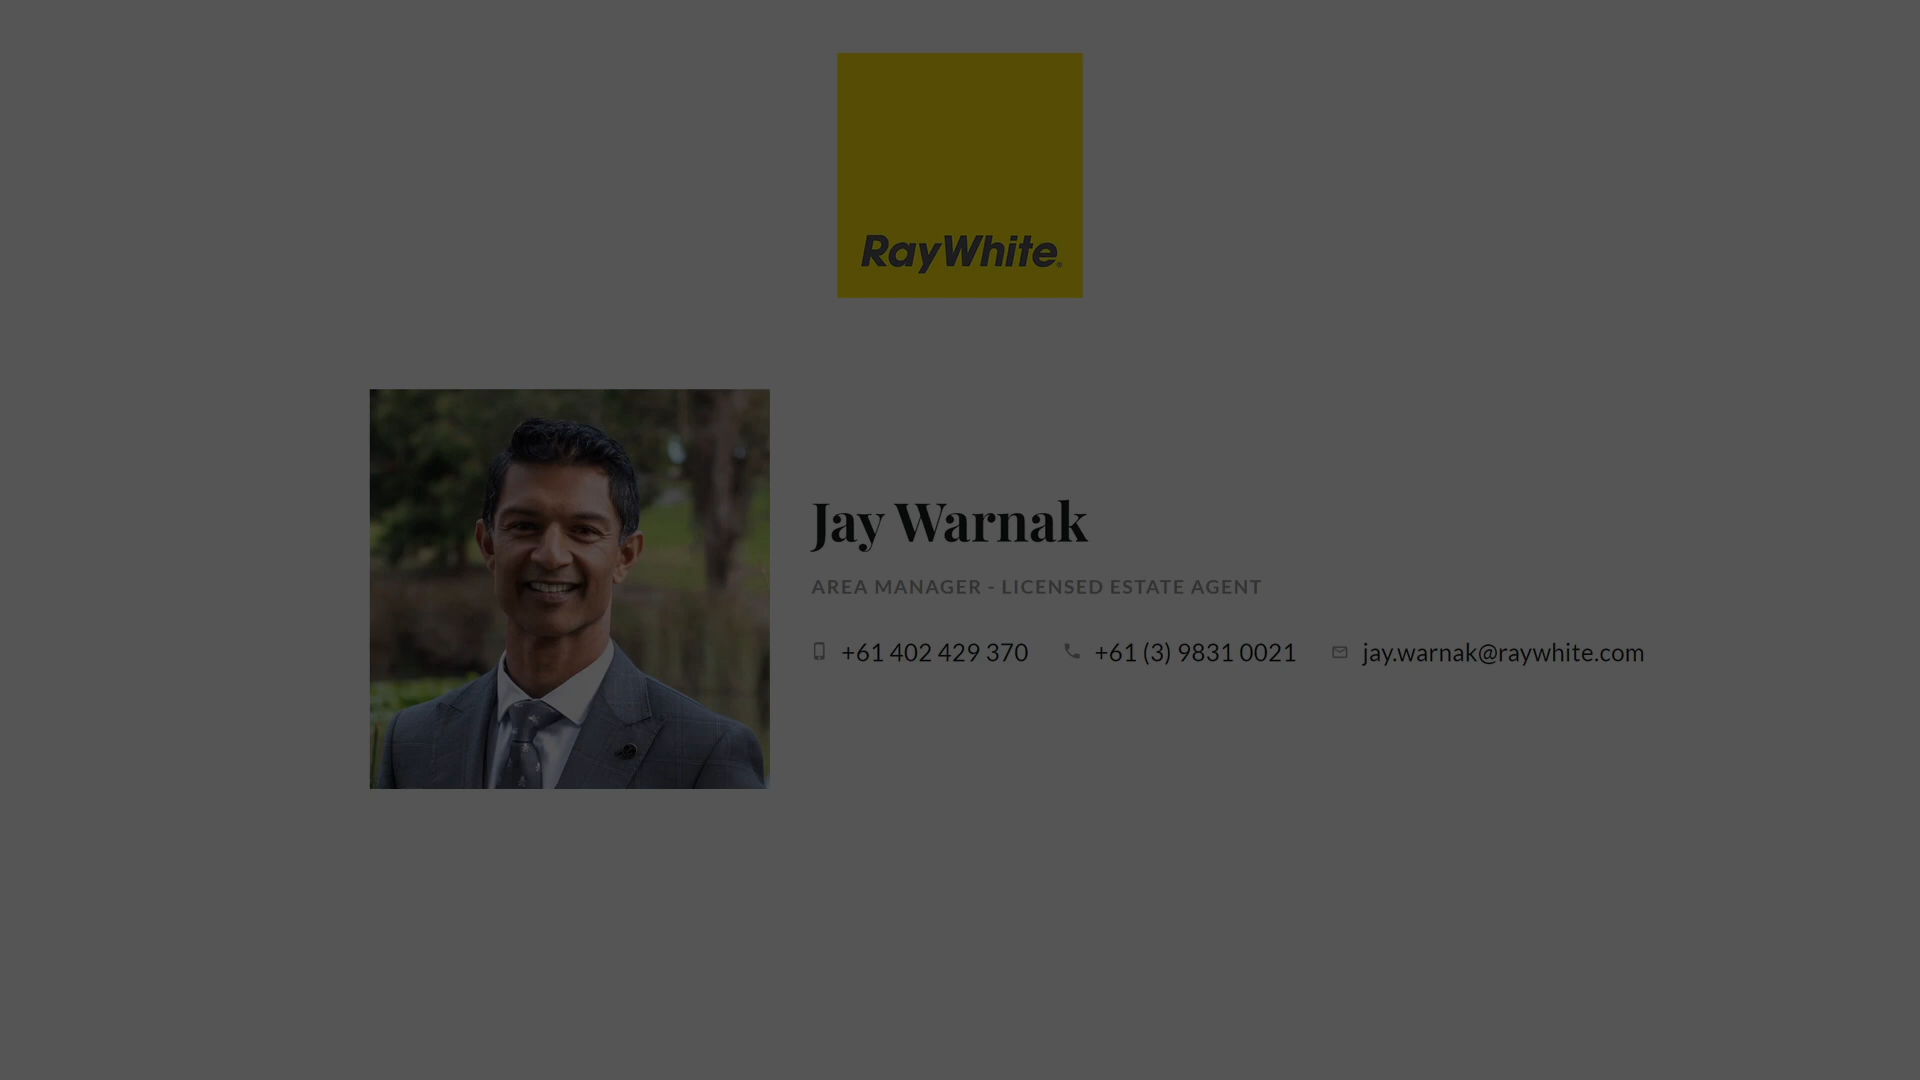 RayWhite
Jay Warnak
AREA MANAGER - LICENSED ESTATE AGENT
+61 402 429 370 +61 (3) 9831 0021 jay.warnak@raywhite.com